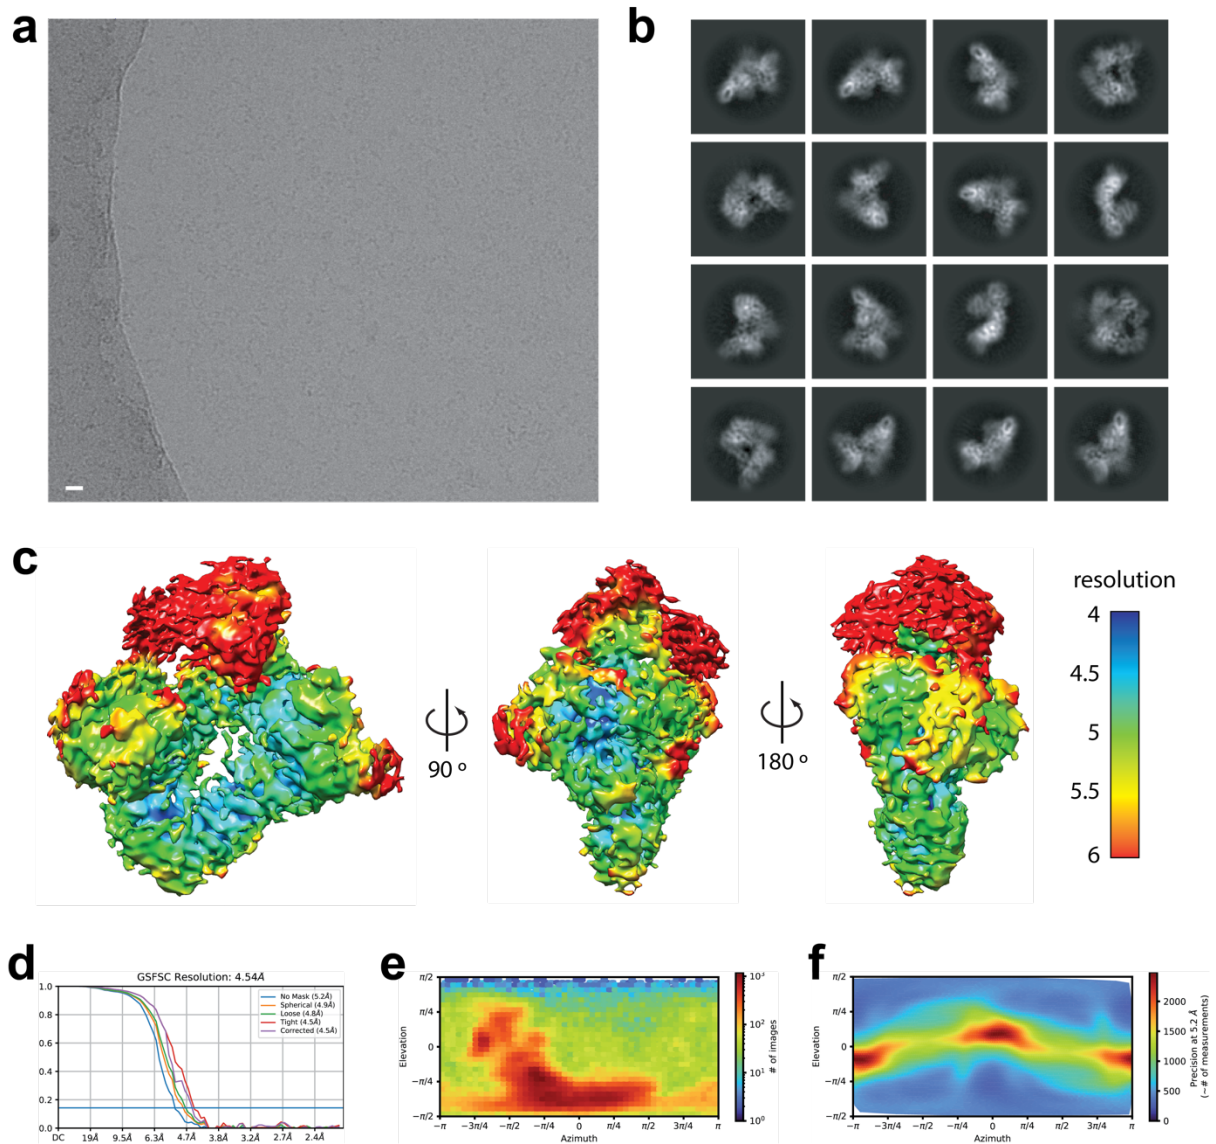 a
b
c
90 º
180 º
resolution
4
4.5
5
5.5
6
d
GSFSC Resolution: 4.54Å
1.0
0.8
0.6
0.4
0.2
0.0
No Mask (5.2Å)
Spherical (4.9Å)
Loose (4.8Å)
Tight (4.5Å)
Corrected (4.5Å)
DC 19Å 9.5Å 6.3Å 4.7Å 3.8Å 3.2Å 2.7Å 2.4Å
e
Elevation
π/2
π/4
0
−π/4
−π/2
−π −3π/4 −π/2 −π/4 0 π/4 π/2 3π/4 π
Azimuth
10³
10²
10¹
10⁰
# of images
f
Elevation
π/2
π/4
0
−π/4
−π/2
−π −3π/4 −π/2 −π/4 0 π/4 π/2 3π/4 π
Azimuth
2000
1500
1000
500
0
Precision at 5.2 Å
(~# of measurements)